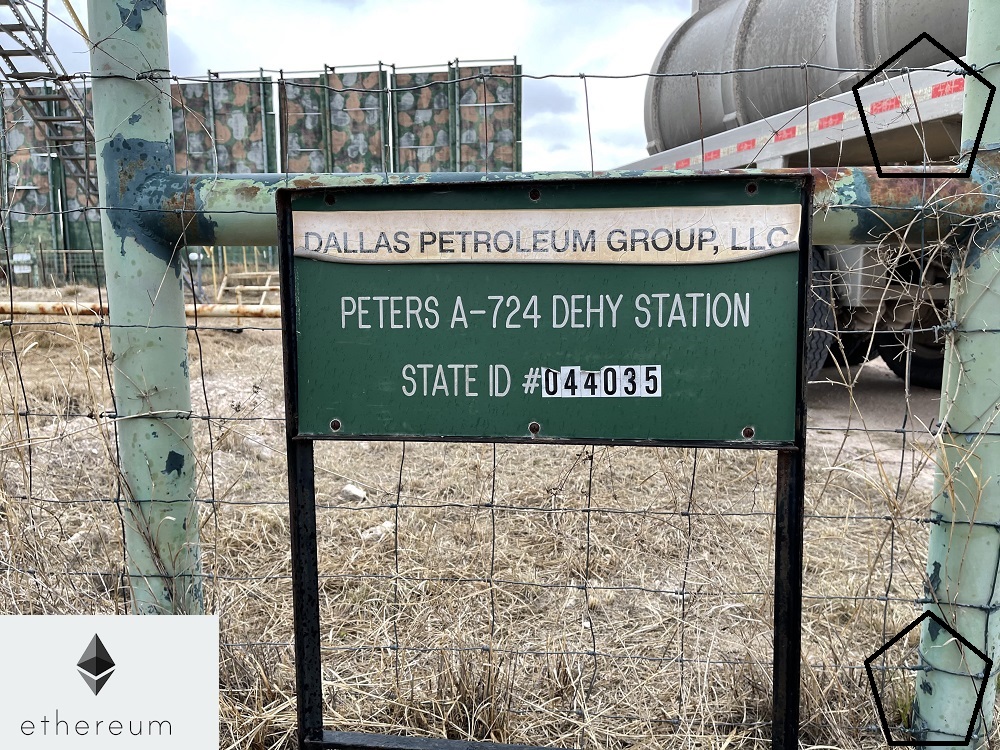 DALLAS PETROLEUM GROUP, LLC
PETERS A-724 DEHY STATION
STATE ID #044035
ethereum